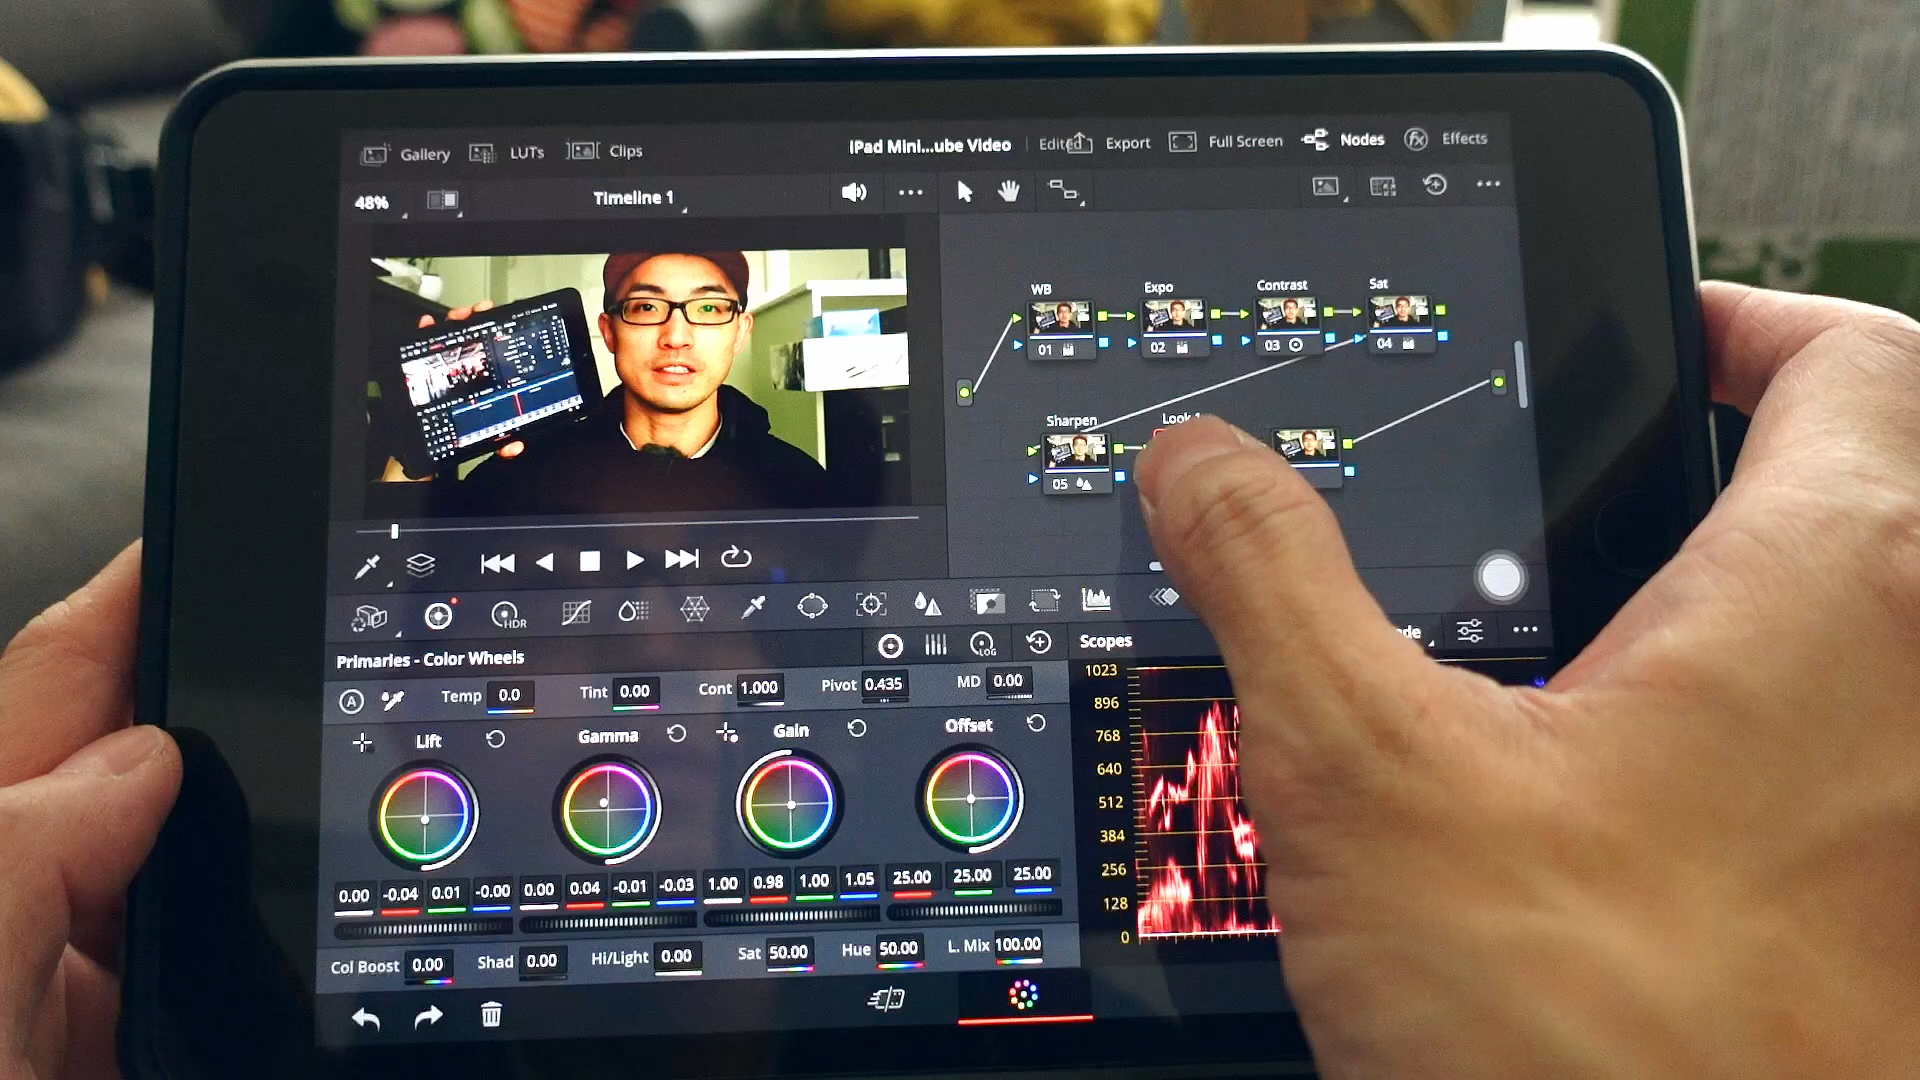 Gallery LUTs Clips iPad Mini...ube Video Edited Export Full Screen Nodes fx Effects
48% Timeline 1
WB Expo Contrast Sat
01 02 03 04
Sharpen Look
05
HDR
LOG
Primaries - Color Wheels
Scopes
A Temp 0.0 Tint 0.00 Cont 1.000 Pivot 0.435 MD 0.00
Lift Gamma Gain Offset
0.00 -0.04 0.01 -0.00 0.00 0.04 -0.01 -0.03 1.00 0.98 1.00 1.05 25.00 25.00 25.00
Col Boost 0.00 Shad 0.00 Hi/Light 0.00 Sat 50.00 Hue 50.00 L. Mix 100.00
1023
896
768
640
512
384
256
128
0